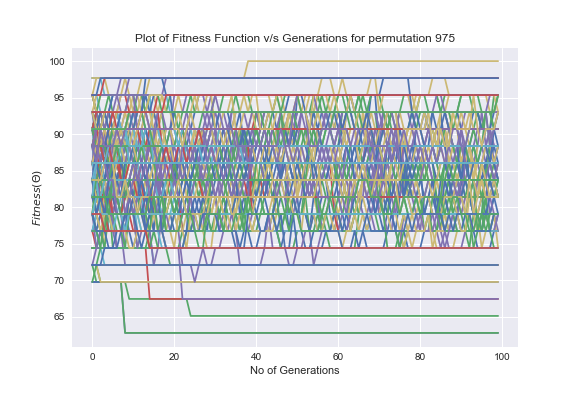 Plot of Fitness Function v/s Generations for permutation 975
100
95
90
85
80
75
70
65
Fitness(Θ)
0 20 40 60 80 100
No of Generations